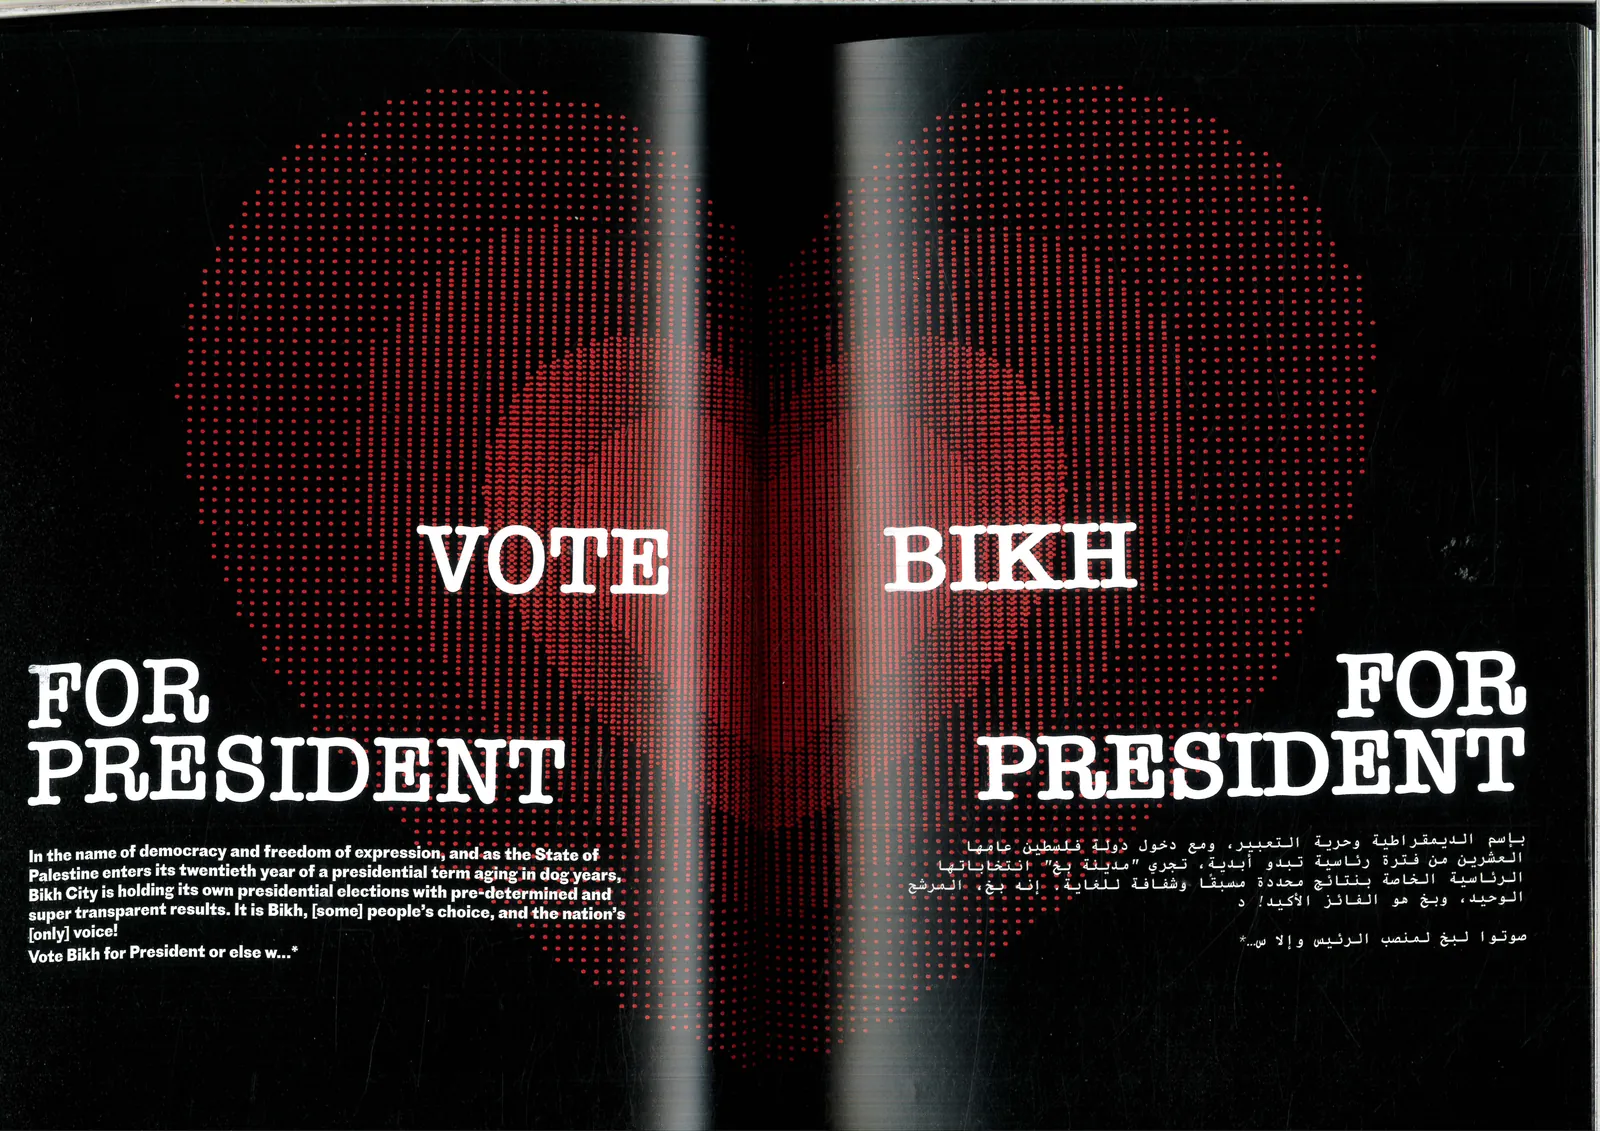 VOTE
BIKH
FOR
PRESIDENT
In the name of democracy and freedom of expression, and as the State of
Palestine enters its twentieth year of a presidential term aging in dog years,
Bikh City is holding its own presidential elections with pre-determined and
super transparent results. It is Bikh, [some] people's choice, and the nation's
[only] voice!
Vote Bikh for President or else w...*
FOR
PRESIDENT
بإسم الديمقراطية وحرية التعبير، ومع دخول دولة فلسطين عامها
العشرين من فترة رئاسية تبدو أبدية، تجري "مدينة بخ" انتخاباتها
الرئاسية الخاصة بنتائج محددة مسبقًا وشفافة للغاية. إنه بخ، المرشح
الوحيد، وبخ هو الفائز الأكيد! د
صوتوا لبخ لمنصب الرئيس وإلا س...*